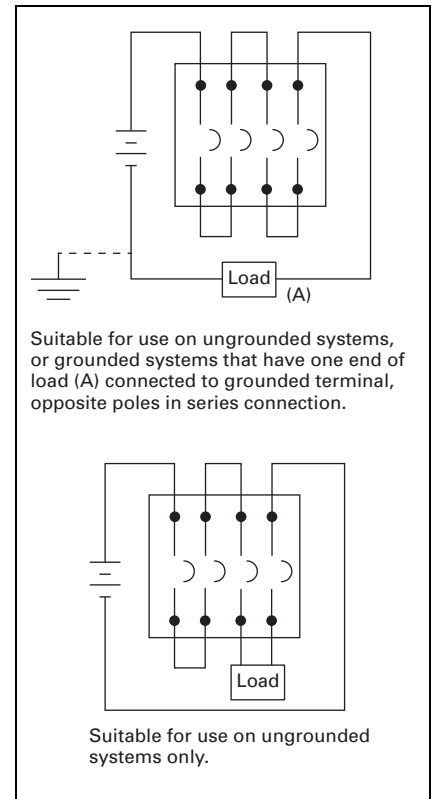 Load
(A)
Suitable for use on ungrounded systems,
or grounded systems that have one end of
load (A) connected to grounded terminal,
opposite poles in series connection.
Load
Suitable for use on ungrounded
systems only.